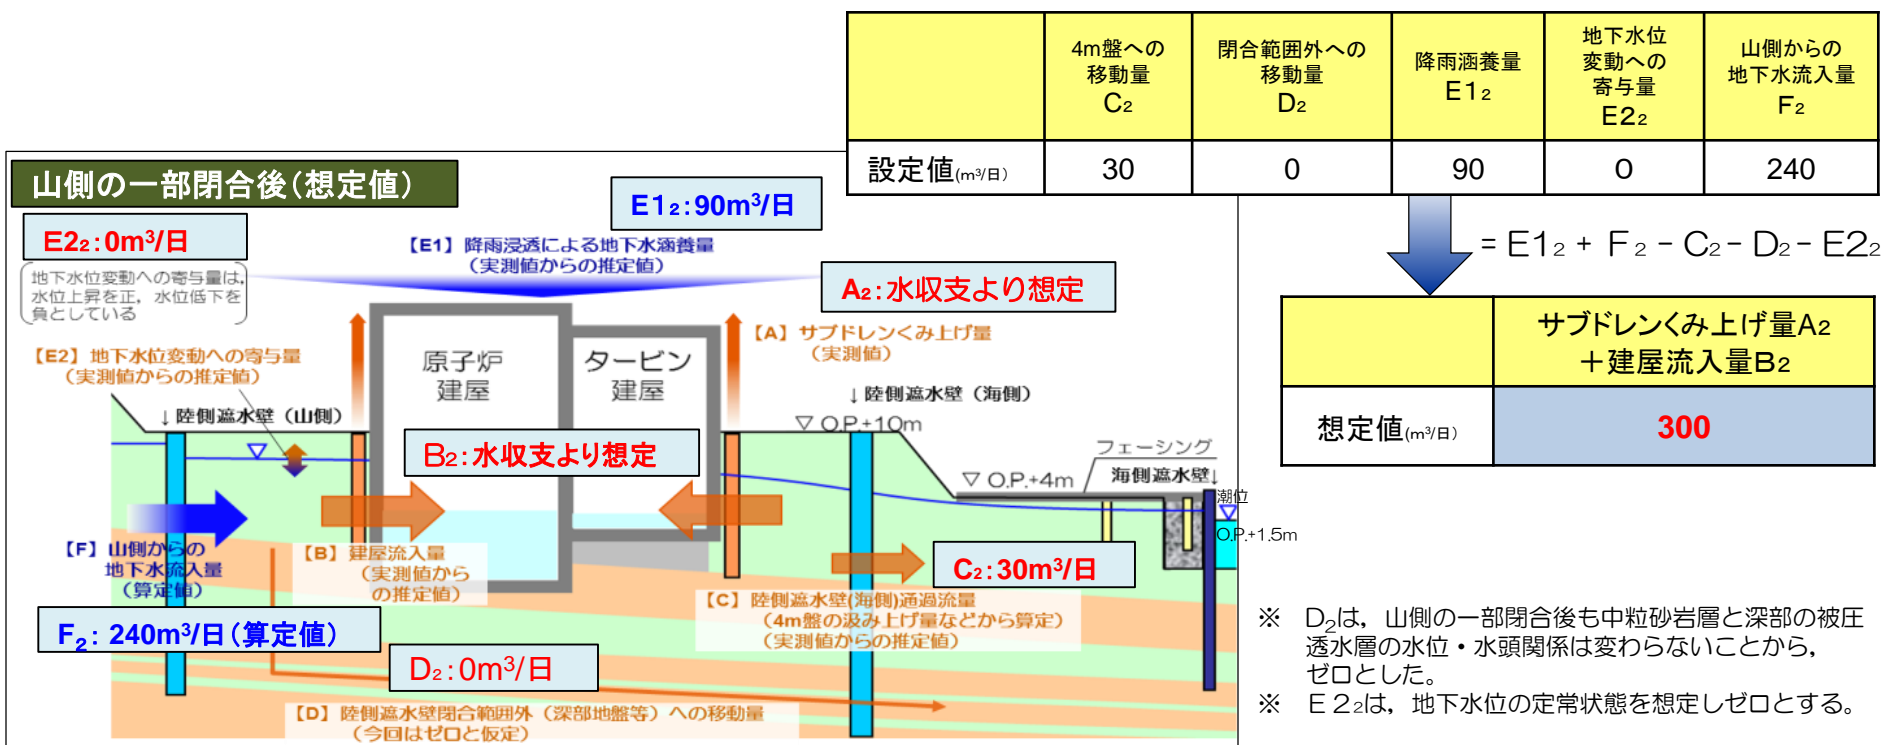 4m盤への
移動量
C₂
閉合範囲外への
移動量
D₂
降雨涵養量
E1₂
地下水位
変動への
寄与量
E2₂
山側からの
地下水流入量
F₂
設定値(m³/日)
30
0
90
0
240
= E1₂ + F₂ - C₂ - D₂ - E2₂
サブドレンくみ上げ量A₂
＋建屋流入量B₂
想定値(m³/日)
300
山側の一部閉合後(想定値)
E1₂:90m³/日
E2₂:0m³/日
【E1】降雨浸透による地下水涵養量
(実測値からの推定値)
地下水位変動への寄与量は,
水位上昇を正, 水位低下を
負としている
A₂:水収支より想定
【A】サブドレンくみ上げ量
(実測値)
【E2】地下水位変動への寄与量
(実測値からの推定値)
原子炉
建屋
タービン
建屋
↓陸側遮水壁(山側)
↓陸側遮水壁(海側)
▽ O.P.+10m
B₂:水収支より想定
フェーシング
▽ O.P.+4m
海側遮水壁↓
潮位
▽
O.P.+1.5m
【F】山側からの
地下水流入量
(算定値)
【B】建屋流入量
(実測値から
の推定値)
C₂:30m³/日
【C】陸側遮水壁(海側)通過流量
(4m盤の汲み上げ量などから算定)
(実測値からの推定値)
F₂: 240m³/日(算定値)
D₂:0m³/日
【D】陸側遮水壁閉合範囲外(深部地盤等)への移動量
(今回はゼロと仮定)
※ D₂は, 山側の一部閉合後も中粒砂岩層と深部の被圧
透水層の水位・水頭関係は変わらないことから,
ゼロとした。
※ E2₂は, 地下水位の定常状態を想定しゼロとする。